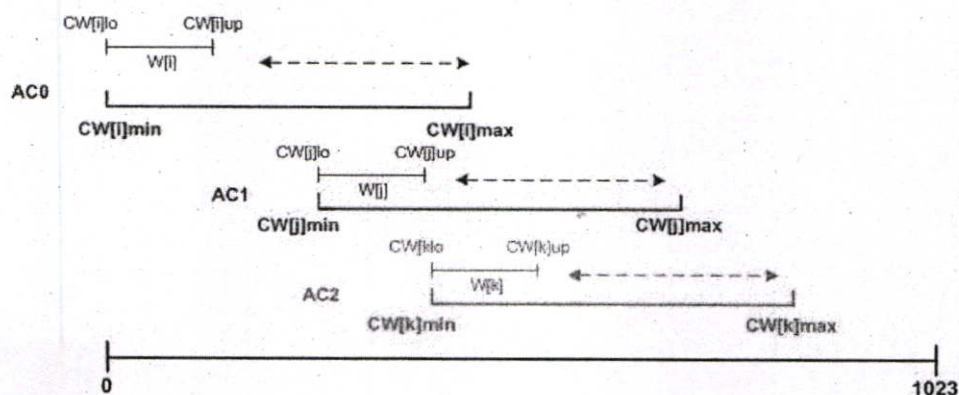 CW[i]lo CW[i]up
W[i]
AC0
CW[i]min CW[i]max
CW[j]lo CW[j]up
W[j]
AC1
CW[j]min CW[j]max
CW[klo CW[k]up
W[k]
AC2
CW[k]min CW[k]max
0 1023